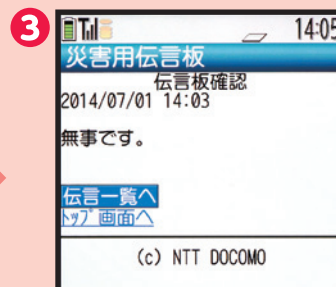 3
14:05
災害用伝言板
伝言板確認
2014/07/01 14:03
無事です。
伝言一覧へ
トップ画面へ
(c) NTT DOCOMO